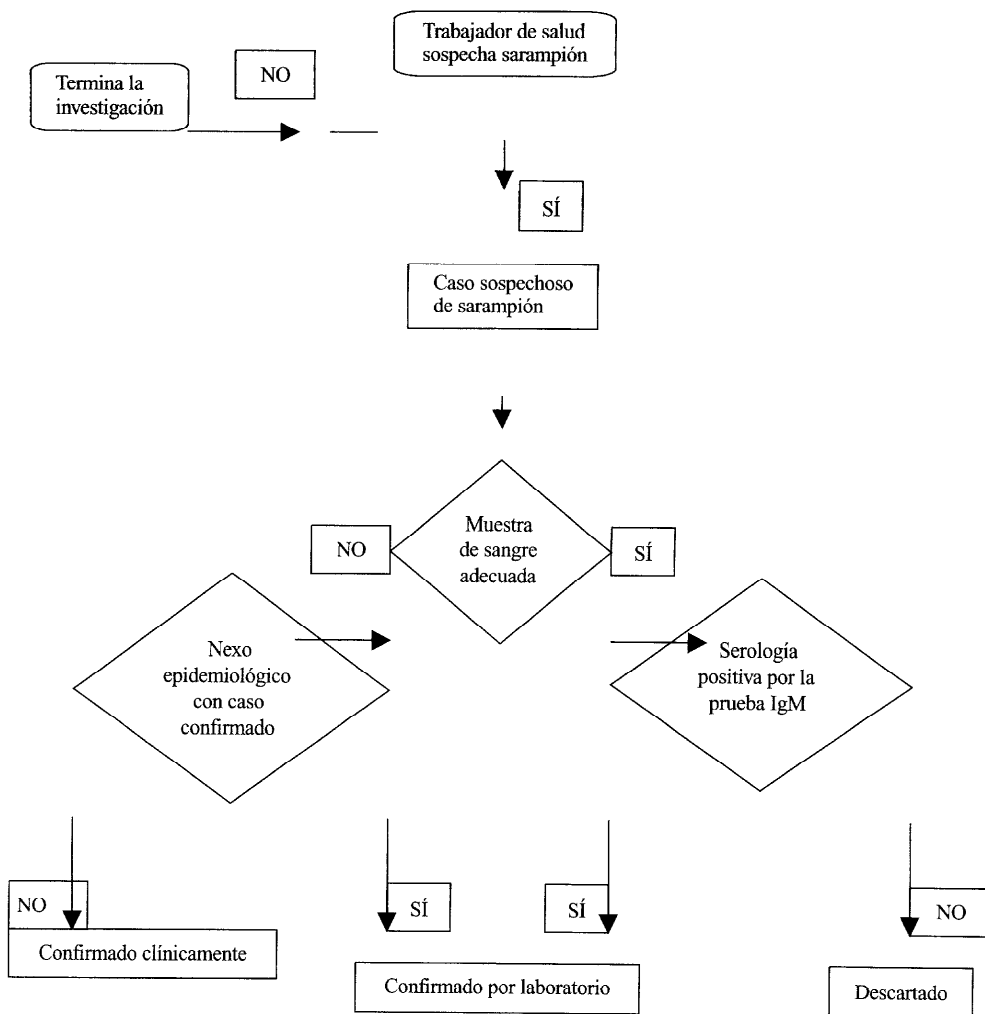 Trabajador de salud
sospecha sarampión
NO
Termina la
investigación
SÍ
Caso sospechoso
de sarampión
Muestra
de sangre
adecuada
NO
SÍ
Nexo
epidemiológico
con caso
confirmado
Serología
positiva por la
prueba IgM
NO
SÍ
SÍ
NO
Confirmado clínicamente
Confirmado por laboratorio
Descartado